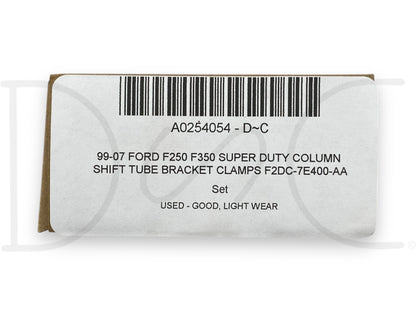 A0254054 - D~C
99-07 FORD F250 F350 SUPER DUTY COLUMN
SHIFT TUBE BRACKET CLAMPS F2DC-7E400-AA
Set
USED - GOOD, LIGHT WEAR